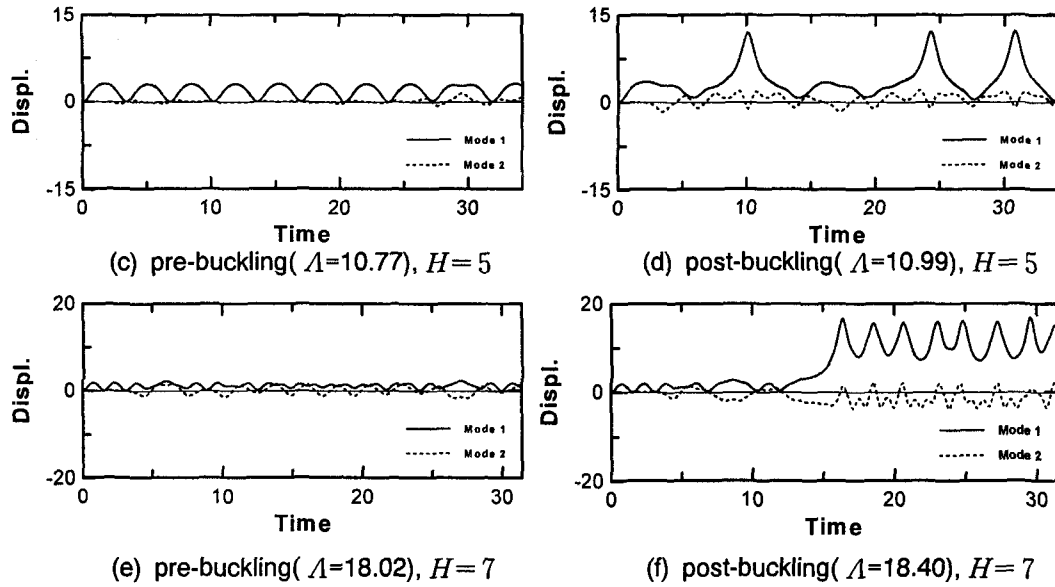 15
Displ.
0
Mode 1
Mode 2
-15
0
10
20
30
Time
(c) pre-buckling( Λ=10.77), H=5
15
Displ.
0
Mode 1
Mode 2
-15
0
10
20
30
Time
(d) post-buckling( Λ=10.99), H=5
20
Displ.
0
Mode 1
Mode 2
-20
0
10
20
30
Time
(e) pre-buckling( Λ=18.02), H=7
20
Displ.
0
Mode 1
Mode 2
-20
0
10
20
30
Time
(f) post-buckling( Λ=18.40), H=7